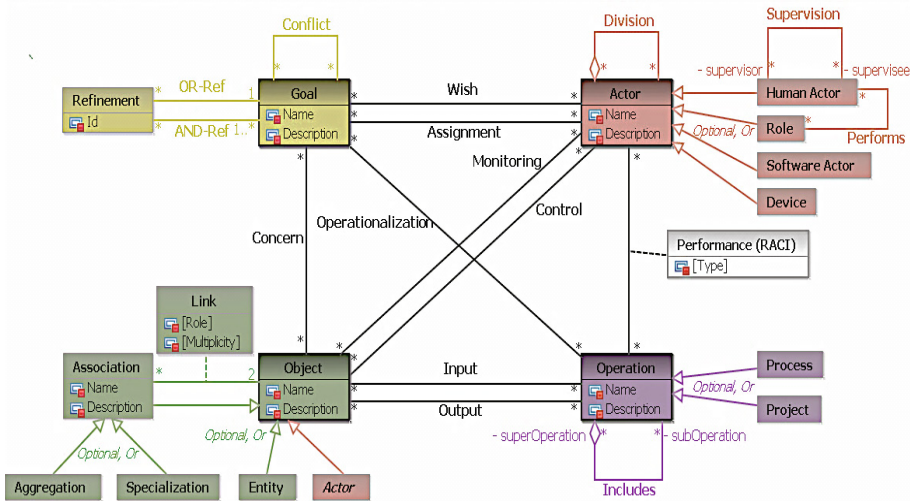 Conflict
Division
Supervision
- supervisor
- supervisee
OR-Ref
Refinement
Id
AND-Ref
1
1.. *
Goal
Name
Description
Wish
Assignment
Actor
Name
Description
Human Actor
Role
Optional, Or
Performs
Software Actor
Device
Monitoring
Control
Operationalization
Concern
Performance (RACI)
[Type]
Link
[Role]
[Multiplicity]
Association
Name
Description
* 2
Object
Name
Description
Input
Output
Operation
Name
Description
Process
Optional, Or
Project
- superOperation
- subOperation
Includes
Optional, Or
Optional, Or
Aggregation
Specialization
Entity
Actor